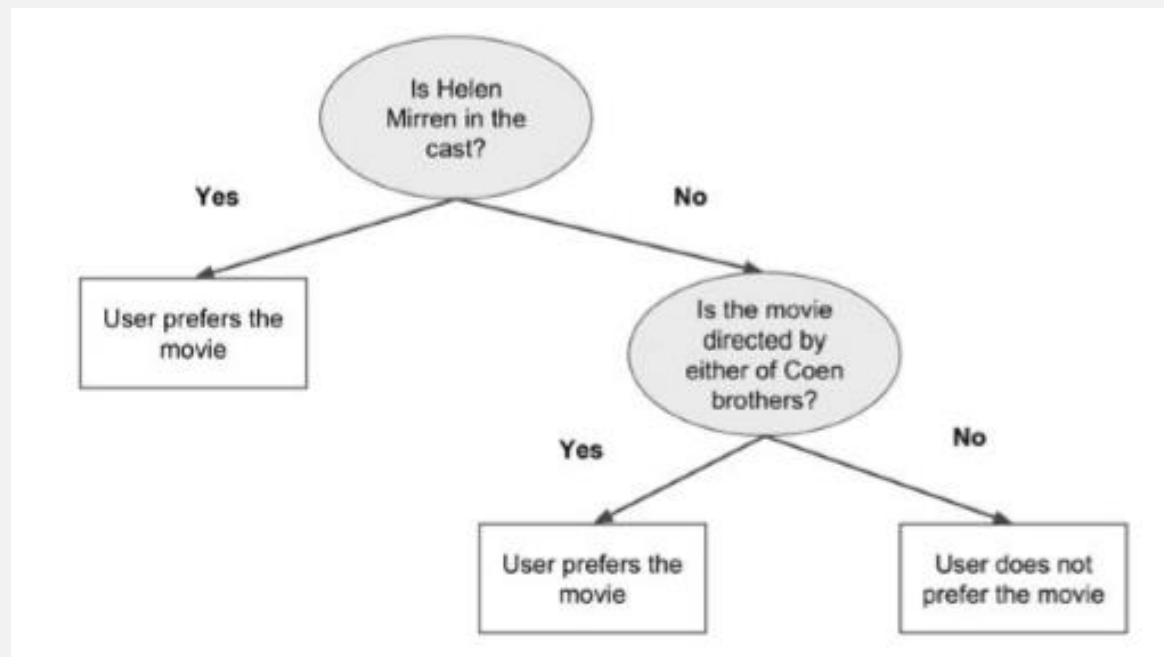 Is Helen
Mirren in the
cast?
Yes
No
User prefers the
movie
Is the movie
directed by
either of Coen
brothers?
Yes
No
User prefers the
movie
User does not
prefer the movie